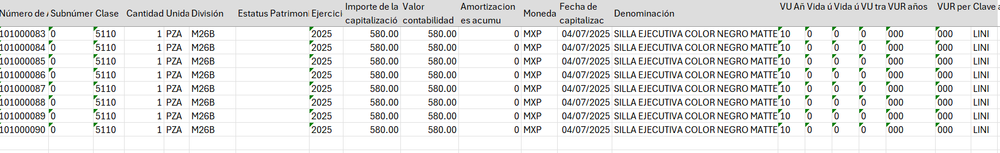 Número de Subnúmer Clase Cantidad Unida División Estatus Patrimoni Ejercici Importe de la capitalizació Valor contabilidad Amortizacion es acumu Moneda Fecha de capitalizac Denominación VU Añ Vida ú Vida ú VU tra VUR años VUR per Clave
101000083 0 5110 1 PZA M26B 2025 580.00 580.00 0 MXP 04/07/2025 SILLA EJECUTIVA COLOR NEGRO MATTE 10 0 0 0 000 000 LINI
101000084 0 5110 1 PZA M26B 2025 580.00 580.00 0 MXP 04/07/2025 SILLA EJECUTIVA COLOR NEGRO MATTE 10 0 0 0 000 000 LINI
101000085 0 5110 1 PZA M26B 2025 580.00 580.00 0 MXP 04/07/2025 SILLA EJECUTIVA COLOR NEGRO MATTE 10 0 0 0 000 000 LINI
101000086 0 5110 1 PZA M26B 2025 580.00 580.00 0 MXP 04/07/2025 SILLA EJECUTIVA COLOR NEGRO MATTE 10 0 0 0 000 000 LINI
101000087 0 5110 1 PZA M26B 2025 580.00 580.00 0 MXP 04/07/2025 SILLA EJECUTIVA COLOR NEGRO MATTE 10 0 0 0 000 000 LINI
101000088 0 5110 1 PZA M26B 2025 580.00 580.00 0 MXP 04/07/2025 SILLA EJECUTIVA COLOR NEGRO MATTE 10 0 0 0 000 000 LINI
101000089 0 5110 1 PZA M26B 2025 580.00 580.00 0 MXP 04/07/2025 SILLA EJECUTIVA COLOR NEGRO MATTE 10 0 0 0 000 000 LINI
101000090 0 5110 1 PZA M26B 2025 580.00 580.00 0 MXP 04/07/2025 SILLA EJECUTIVA COLOR NEGRO MATTE 10 0 0 0 000 000 LINI